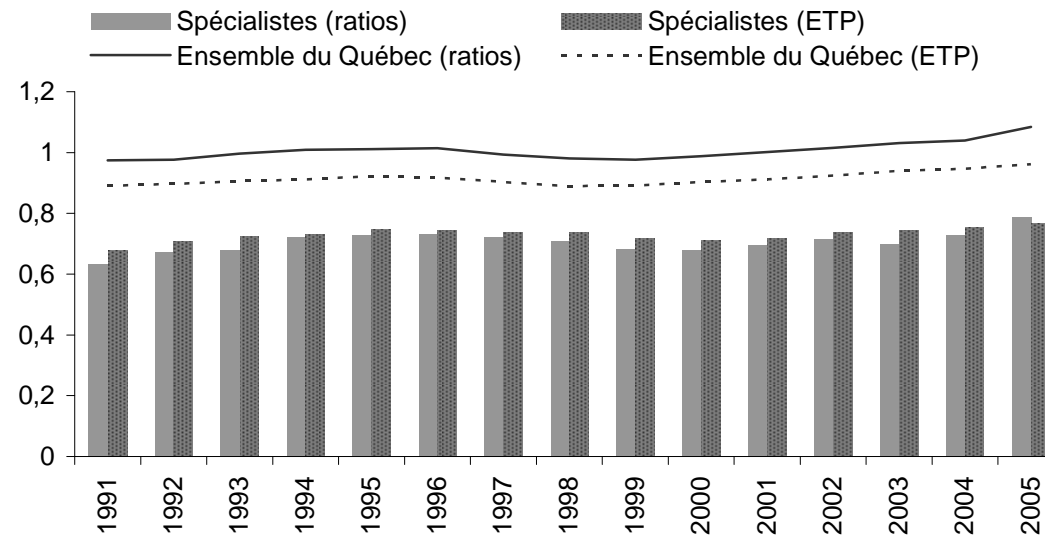 Spécialistes (ratios) Spécialistes (ETP)
Ensemble du Québec (ratios) Ensemble du Québec (ETP)
1,2
1
0,8
0,6
0,4
0,2
0
1991 1992 1993 1994 1995 1996 1997 1998 1999 2000 2001 2002 2003 2004 2005